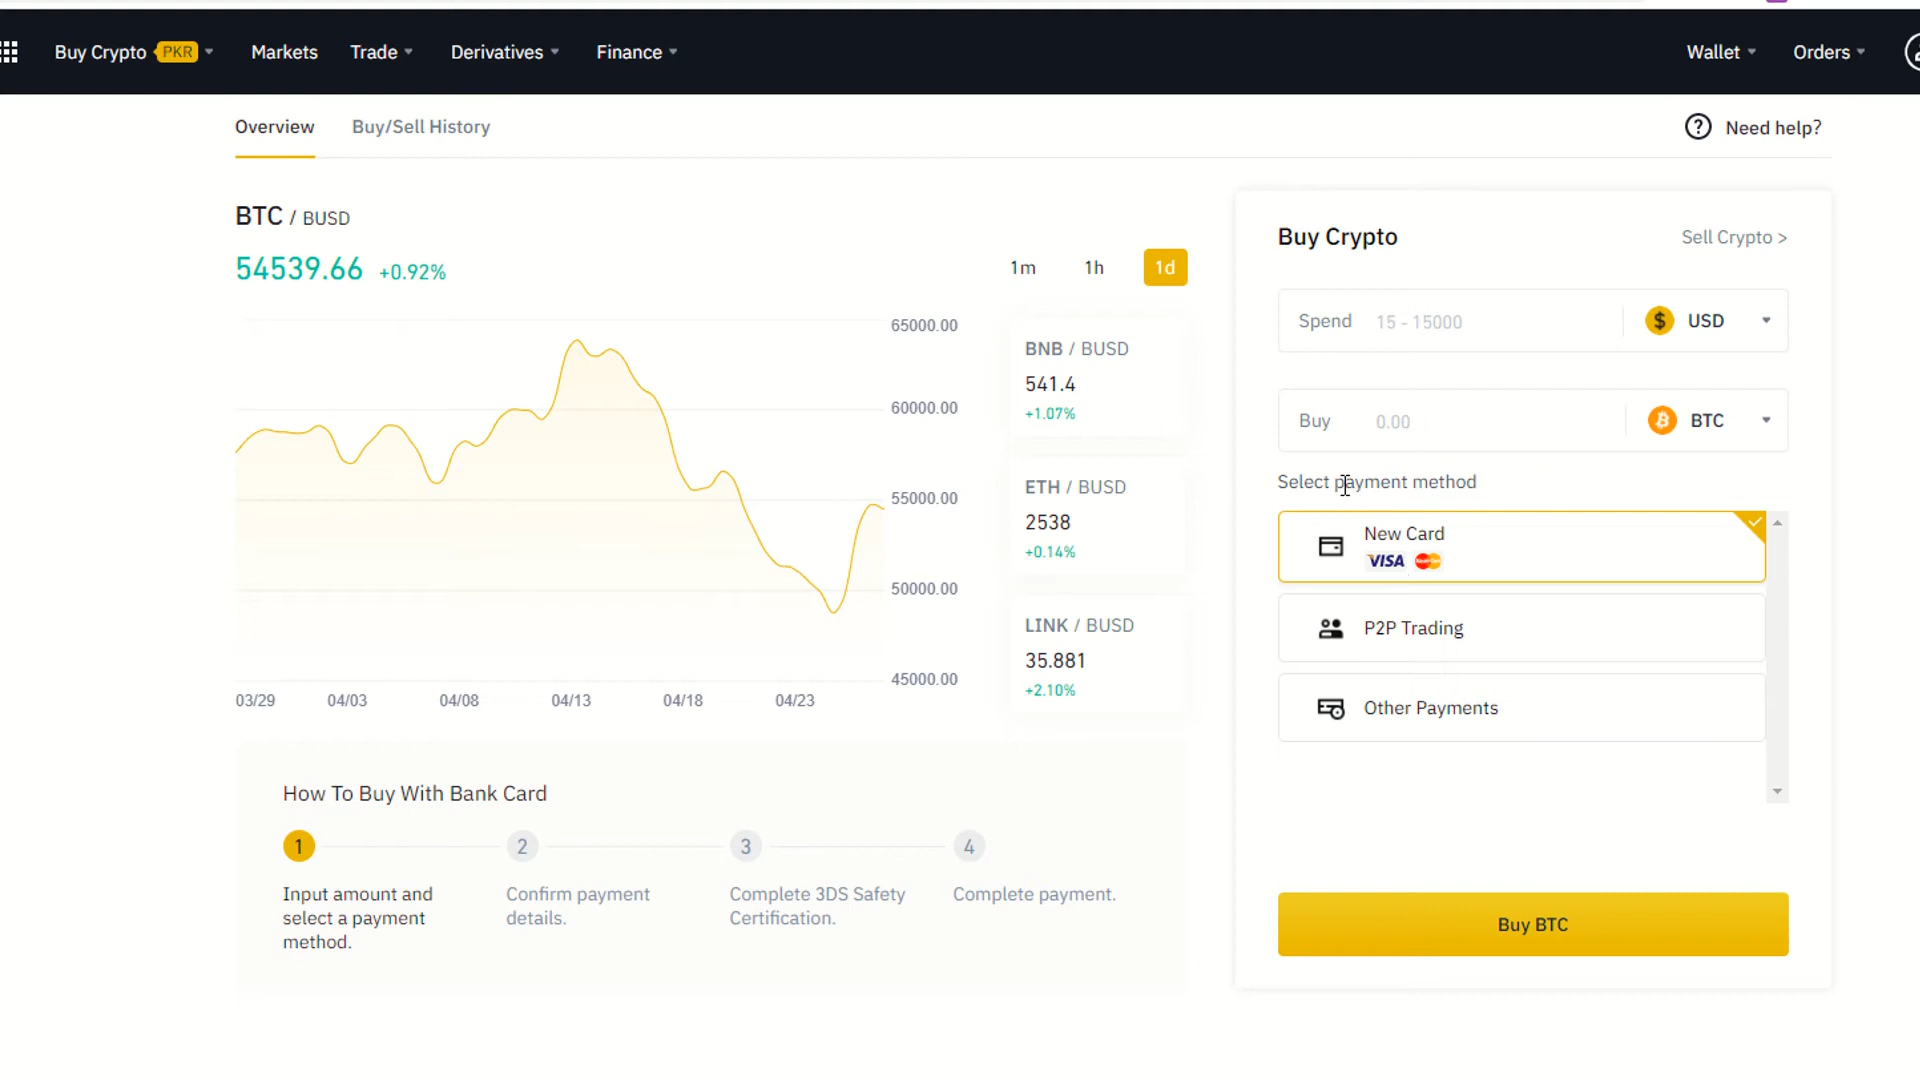 Buy Crypto PKR Markets Trade Derivatives Finance Wallet Orders
Overview Buy/Sell History Need help?
BTC / BUSD
54539.66 +0.92%
1m 1h 1d
65000.00
60000.00
55000.00
50000.00
45000.00
03/29 04/03 04/08 04/13 04/18 04/23
BNB / BUSD
541.4
+1.07%
ETH / BUSD
2538
+0.14%
LINK / BUSD
35.881
+2.10%
How To Buy With Bank Card
1 2 3 4
Input amount and
select a payment
method.
Confirm payment
details.
Complete 3DS Safety
Certification.
Complete payment.
Buy Crypto Sell Crypto >
Spend 15 - 15000 $ USD
Buy 0.00 BTC
Select payment method
New Card
VISA
P2P Trading
Other Payments
Buy BTC